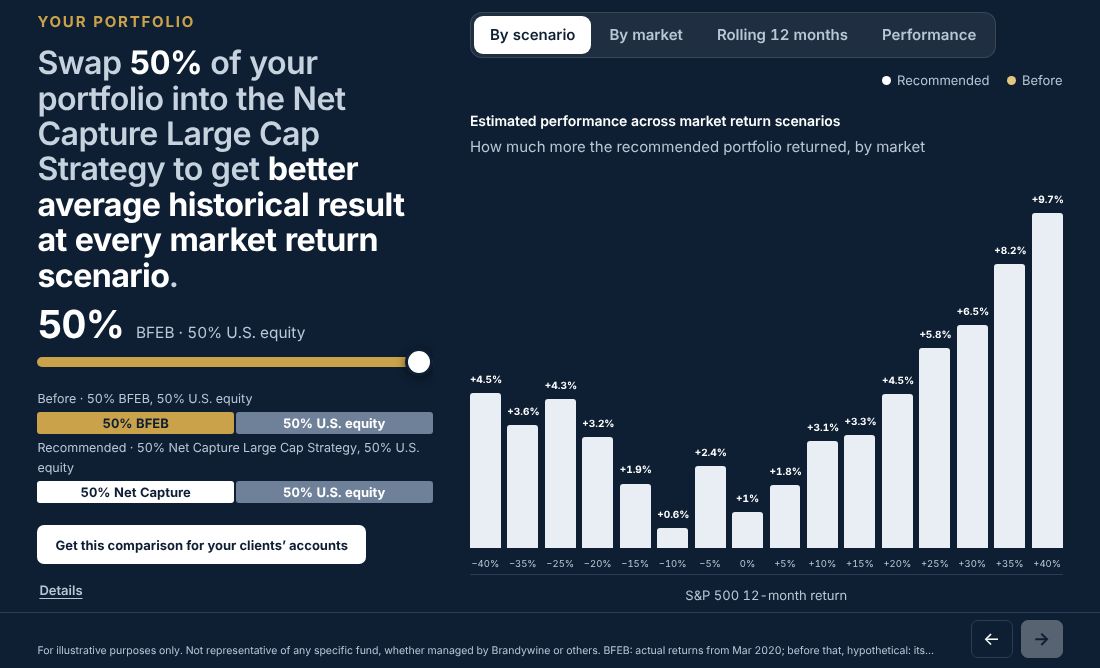 YOUR PORTFOLIO
Swap 50% of your
portfolio into the Net
Capture Large Cap
Strategy to get better
average historical result
at every market return
scenario.
50% BFEB · 50% U.S. equity
Before · 50% BFEB, 50% U.S. equity
50% BFEB 50% U.S. equity
Recommended · 50% Net Capture Large Cap Strategy, 50% U.S.
equity
50% Net Capture 50% U.S. equity
Get this comparison for your clients’ accounts
Details
By scenario By market Rolling 12 months Performance
Recommended Before
Estimated performance across market return scenarios
How much more the recommended portfolio returned, by market
+4.5% +3.6% +4.3% +3.2% +1.9% +0.6% +2.4% +1% +1.8% +3.1% +3.3% +4.5% +5.8% +6.5% +8.2% +9.7%
−40% −35% −25% −20% −15% −10% −5% 0% +5% +10% +15% +20% +25% +30% +35% +40%
S&P 500 12-month return
For illustrative purposes only. Not representative of any specific fund, whether managed by Brandywine or others. BFEB: actual returns from Mar 2020; before that, hypothetical: its...